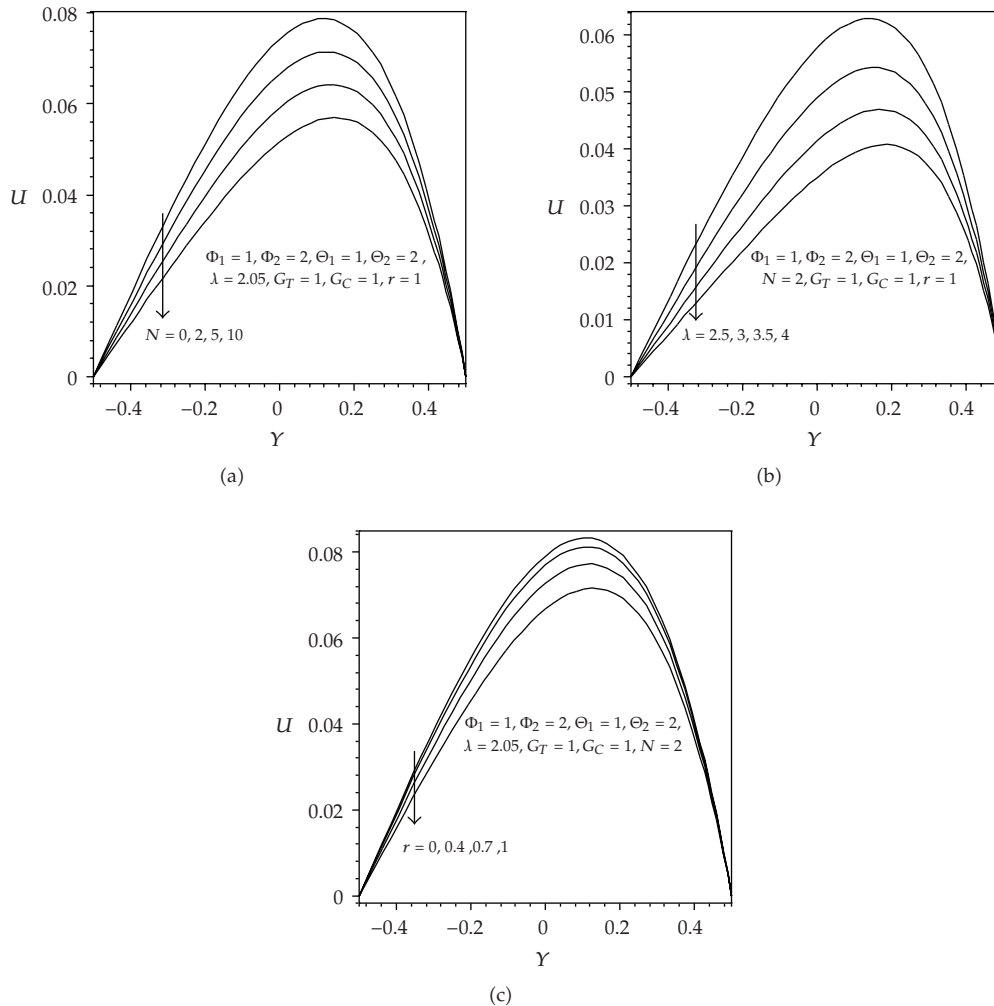 0.08
0.06
0.04
0.02
0
U
Φ1 = 1, Φ2 = 2, Θ1 = 1, Θ2 = 2 ,
λ = 2.05, GT = 1, GC = 1, r = 1
N = 0, 2, 5, 10
−0.4 −0.2 0 0.2 0.4
Y
(a)
0.06
0.05
0.04
0.03
0.02
0.01
0
U
Φ1 = 1, Φ2 = 2, Θ1 = 1, Θ2 = 2,
N = 2, GT = 1, GC = 1, r = 1
λ = 2.5, 3, 3.5, 4
−0.4 −0.2 0 0.2 0.4
Y
(b)
0.08
0.06
0.04
0.02
0
U
Φ1 = 1, Φ2 = 2, Θ1 = 1, Θ2 = 2,
λ = 2.05, GT = 1, GC = 1, N = 2
r = 0, 0.4 ,0.7 ,1
−0.4 −0.2 0 0.2 0.4
Y
(c)